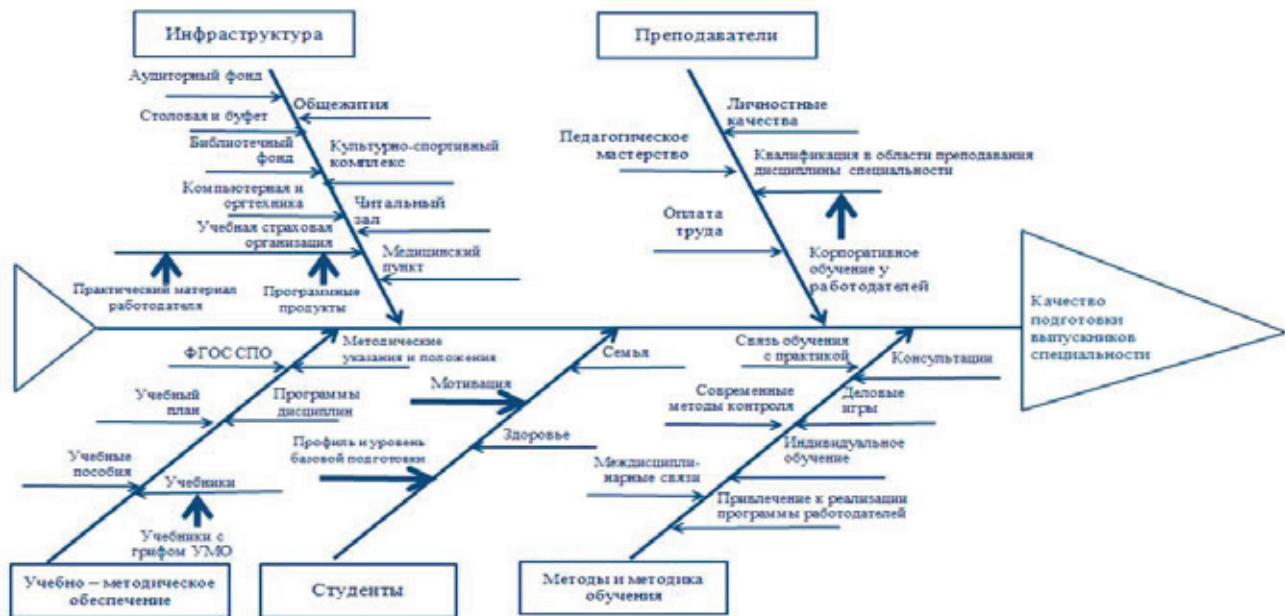 Инфраструктура
Преподаватели
Аудиторный фонд
Общежития
Столовая и буфет
Библиотечный
фонд
Культурно-спортивный
комплекс
Компьютерная и
оргтехника
Читальный
зал
Учебная страховая
организация
Медицинский
пункт
Практический материал
работодателя
Программные
продукты
Личностные
качества
Педагогическое
мастерство
Квалификация в области преподавания
дисциплины специальности
Оплата
труда
Корпоративное
обучение у
работодателей
Качество
подготовки
выпускников
специальности
ФГОС СПО
Методические
указания и положения
Учебный
план
Программы
дисциплин
Учебные
пособия
Учебники
Учебники с
грифом УМО
Семья
Мотивация
Здоровье
Профиль и уровень
базовой подготовки
Связь обучения
с практикой
Консультации
Современные
методы контроля
Деловые
игры
Индивидуальное
обучение
Междисципли-
нарные связи
Привлечение к реализации
программы работодателей
Учебно – методическое
обеспечение
Студенты
Методы и методика
обучения